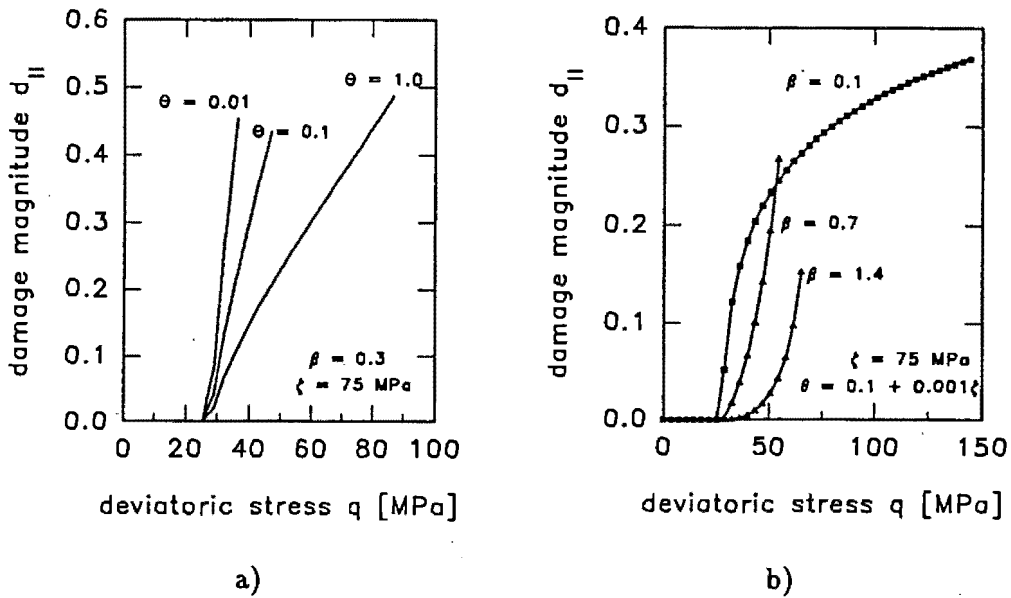 0.6
0.5
0.4
0.3
0.2
0.1
0.0
damage magnitude d||
θ = 0.01
θ = 0.1
θ = 1.0
β = 0.3
ζ = 75 MPa
0 20 40 60 80 100
deviatoric stress q [MPa]
a)
0.4
0.3
0.2
0.1
0.0
damage magnitude d||
β = 0.1
β = 0.7
β = 1.4
ζ = 75 MPa
θ = 0.1 + 0.001ζ
0 50 100 150
deviatoric stress q [MPa]
b)